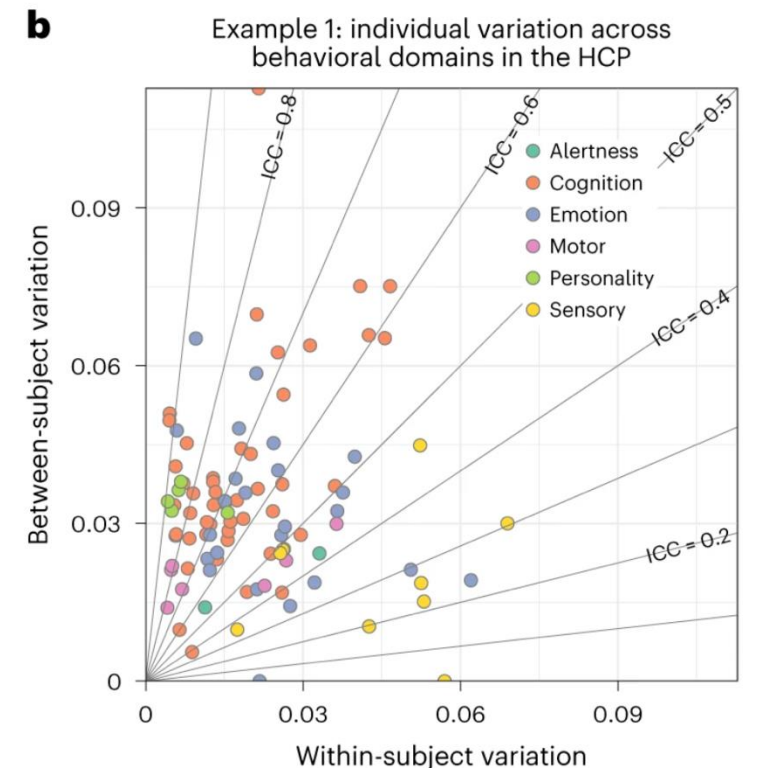 b
Example 1: individual variation across
behavioral domains in the HCP
ICC = 0.8
ICC = 0.6
ICC = 0.5
Alertness
Cognition
Emotion
Motor
Personality
Sensory
ICC = 0.4
ICC = 0.2
Between-subject variation
0.09
0.06
0.03
0
0
0.03
0.06
0.09
Within-subject variation